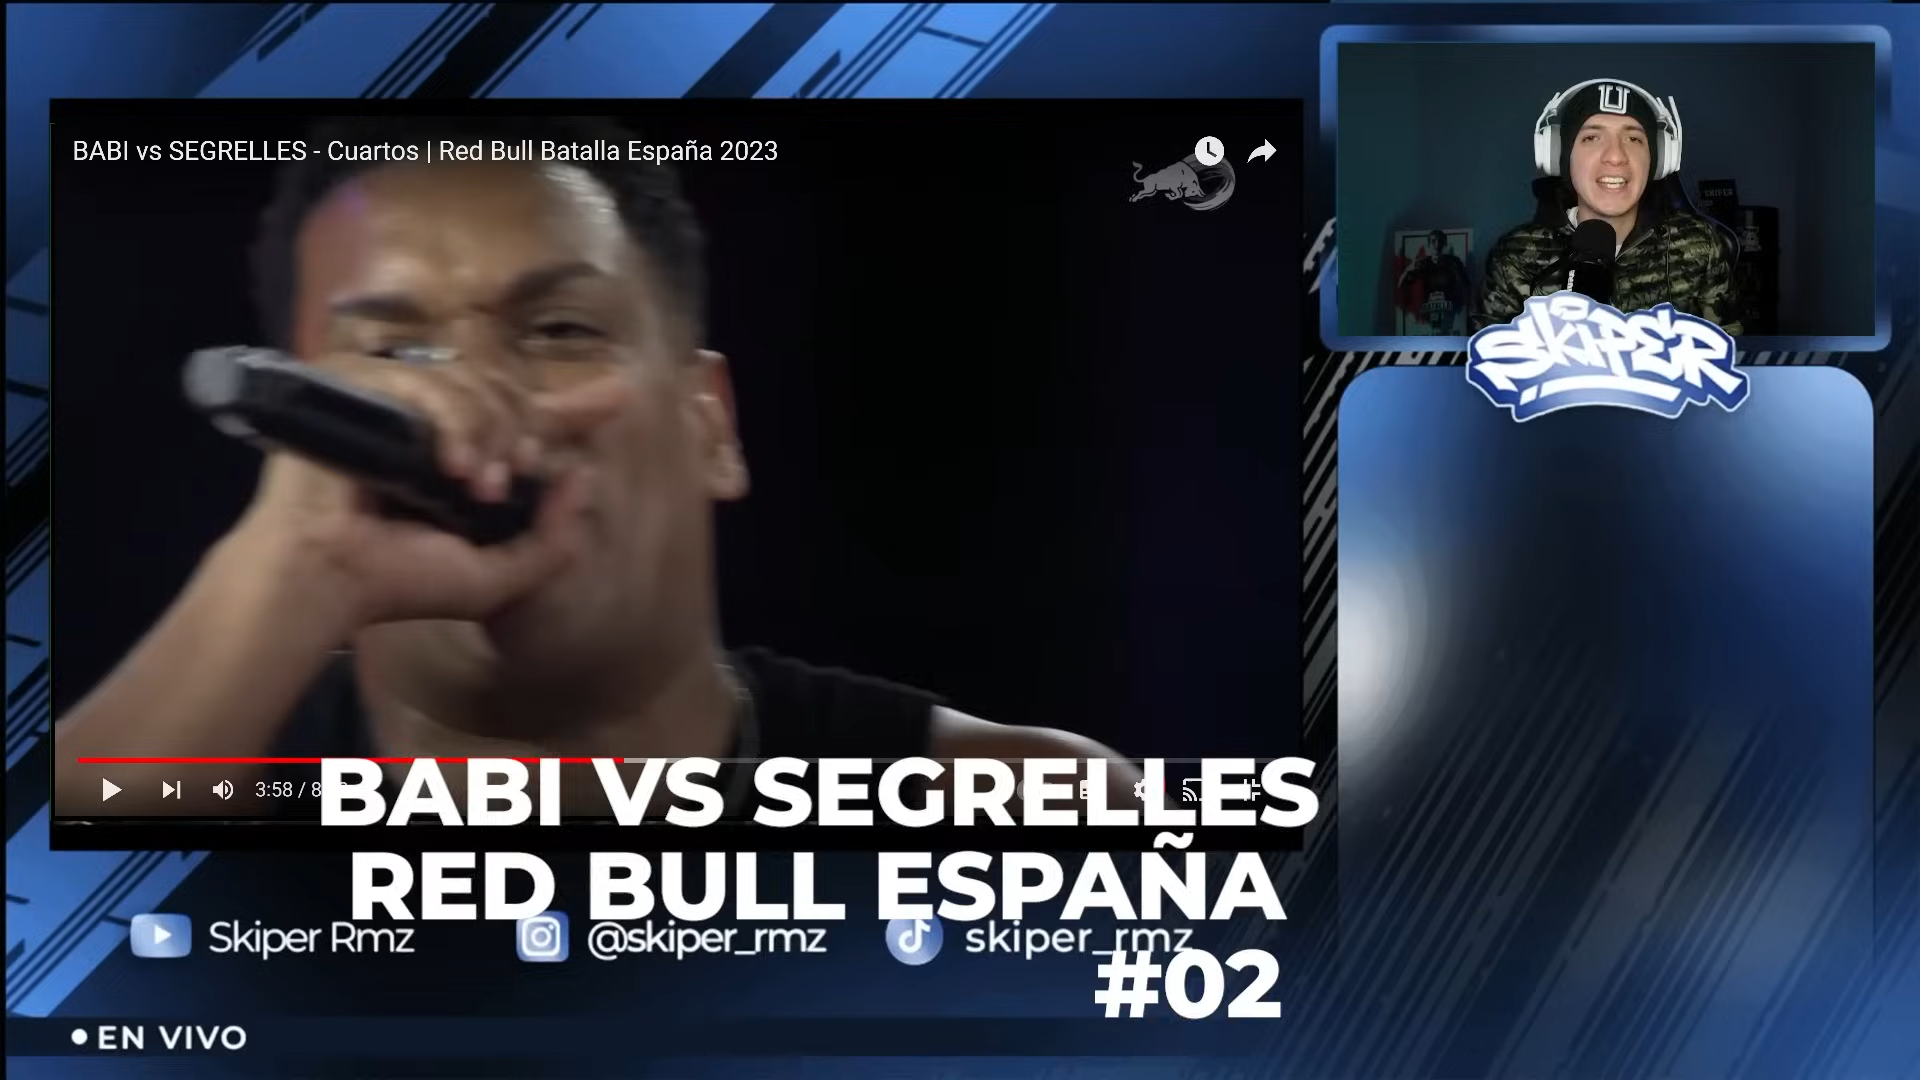 BABI vs SEGRELLES - Cuartos | Red Bull Batalla España 2023
U
SKIPER
SKIPER
3:58 / 8
BABI VS SEGRELLES
RED BULL ESPAÑA
#02
Skiper Rmz
@skiper_rmz
skiper_rmz
EN VIVO